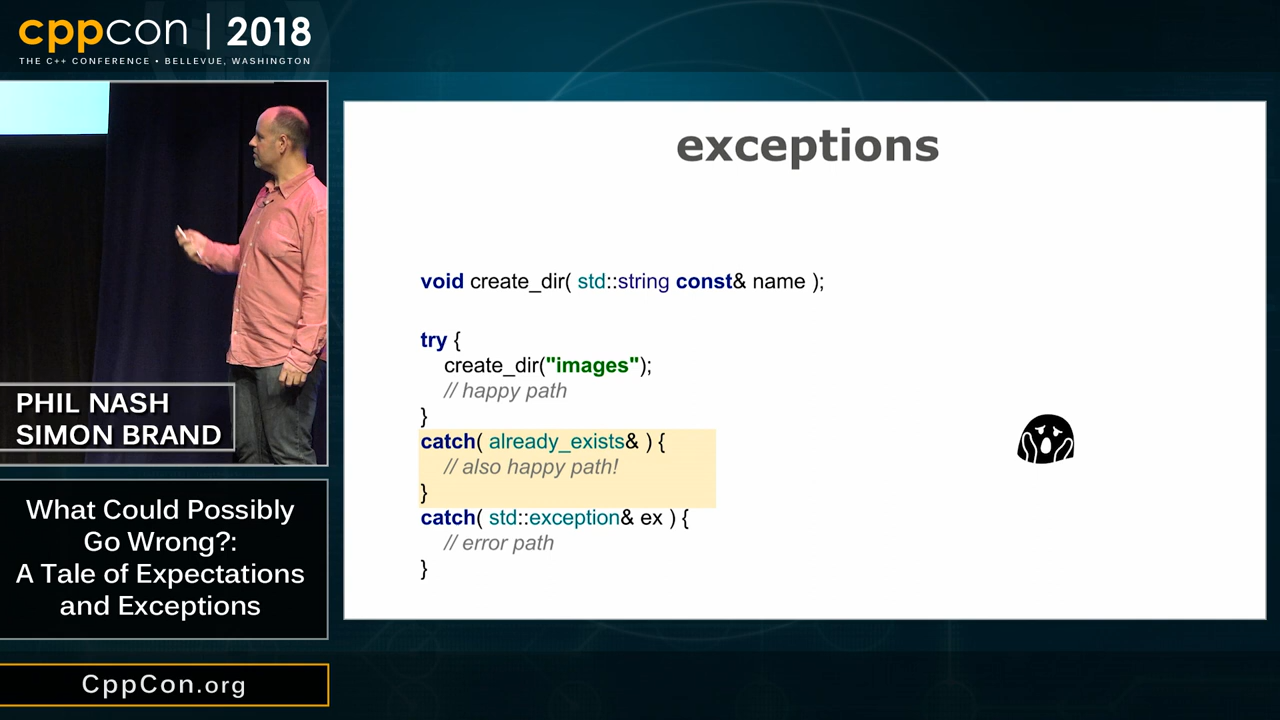 cppcon | 2018
THE C++ CONFERENCE • BELLEVUE, WASHINGTON
PHIL NASH
SIMON BRAND
What Could Possibly
Go Wrong?:
A Tale of Expectations
and Exceptions
CppCon.org
exceptions
void create_dir( std::string const& name );
try {
create_dir("images");
// happy path
}
catch( already_exists& ) {
// also happy path!
}
catch( std::exception& ex ) {
// error path
}